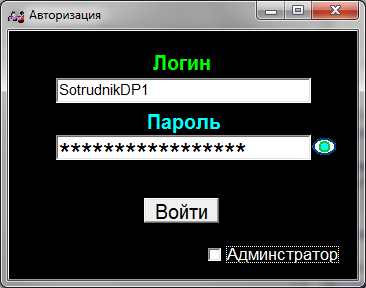 Авторизация
Логин
SotrudnikDP1
Пароль
*****************
Войти
Админстратор